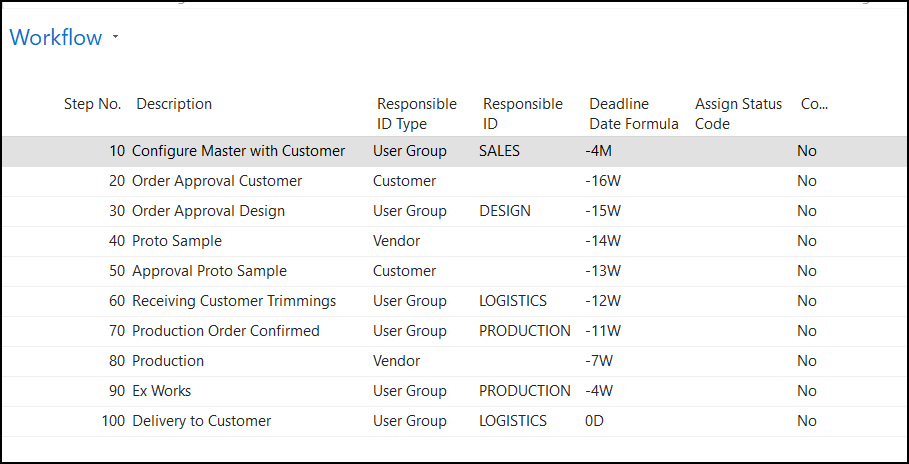 Workflow
Step No. Description Responsible ID Type Responsible ID Deadline Date Formula Assign Status Code Co...
10 Configure Master with Customer User Group SALES -4M No
20 Order Approval Customer Customer -16W No
30 Order Approval Design User Group DESIGN -15W No
40 Proto Sample Vendor -14W No
50 Approval Proto Sample Customer -13W No
60 Receiving Customer Trimmings User Group LOGISTICS -12W No
70 Production Order Confirmed User Group PRODUCTION -11W No
80 Production Vendor -7W No
90 Ex Works User Group PRODUCTION -4W No
100 Delivery to Customer User Group LOGISTICS 0D No